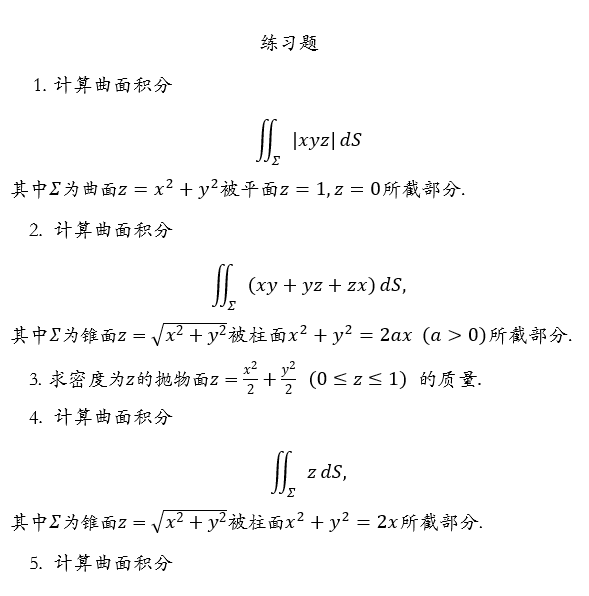 练习题
1. 计算曲面积分
∬_Σ |xyz| dS
其中Σ为曲面z = x² + y²被平面z = 1, z = 0所截部分.
2. 计算曲面积分
∬_Σ (xy + yz + zx) dS,
其中Σ为锥面z = √(x² + y²)被柱面x² + y² = 2ax (a > 0)所截部分.
3. 求密度为z的抛物面z = x²/2 + y²/2 (0 ≤ z ≤ 1) 的质量.
4. 计算曲面积分
∬_Σ z dS,
其中Σ为锥面z = √(x² + y²)被柱面x² + y² = 2x所截部分.
5. 计算曲面积分